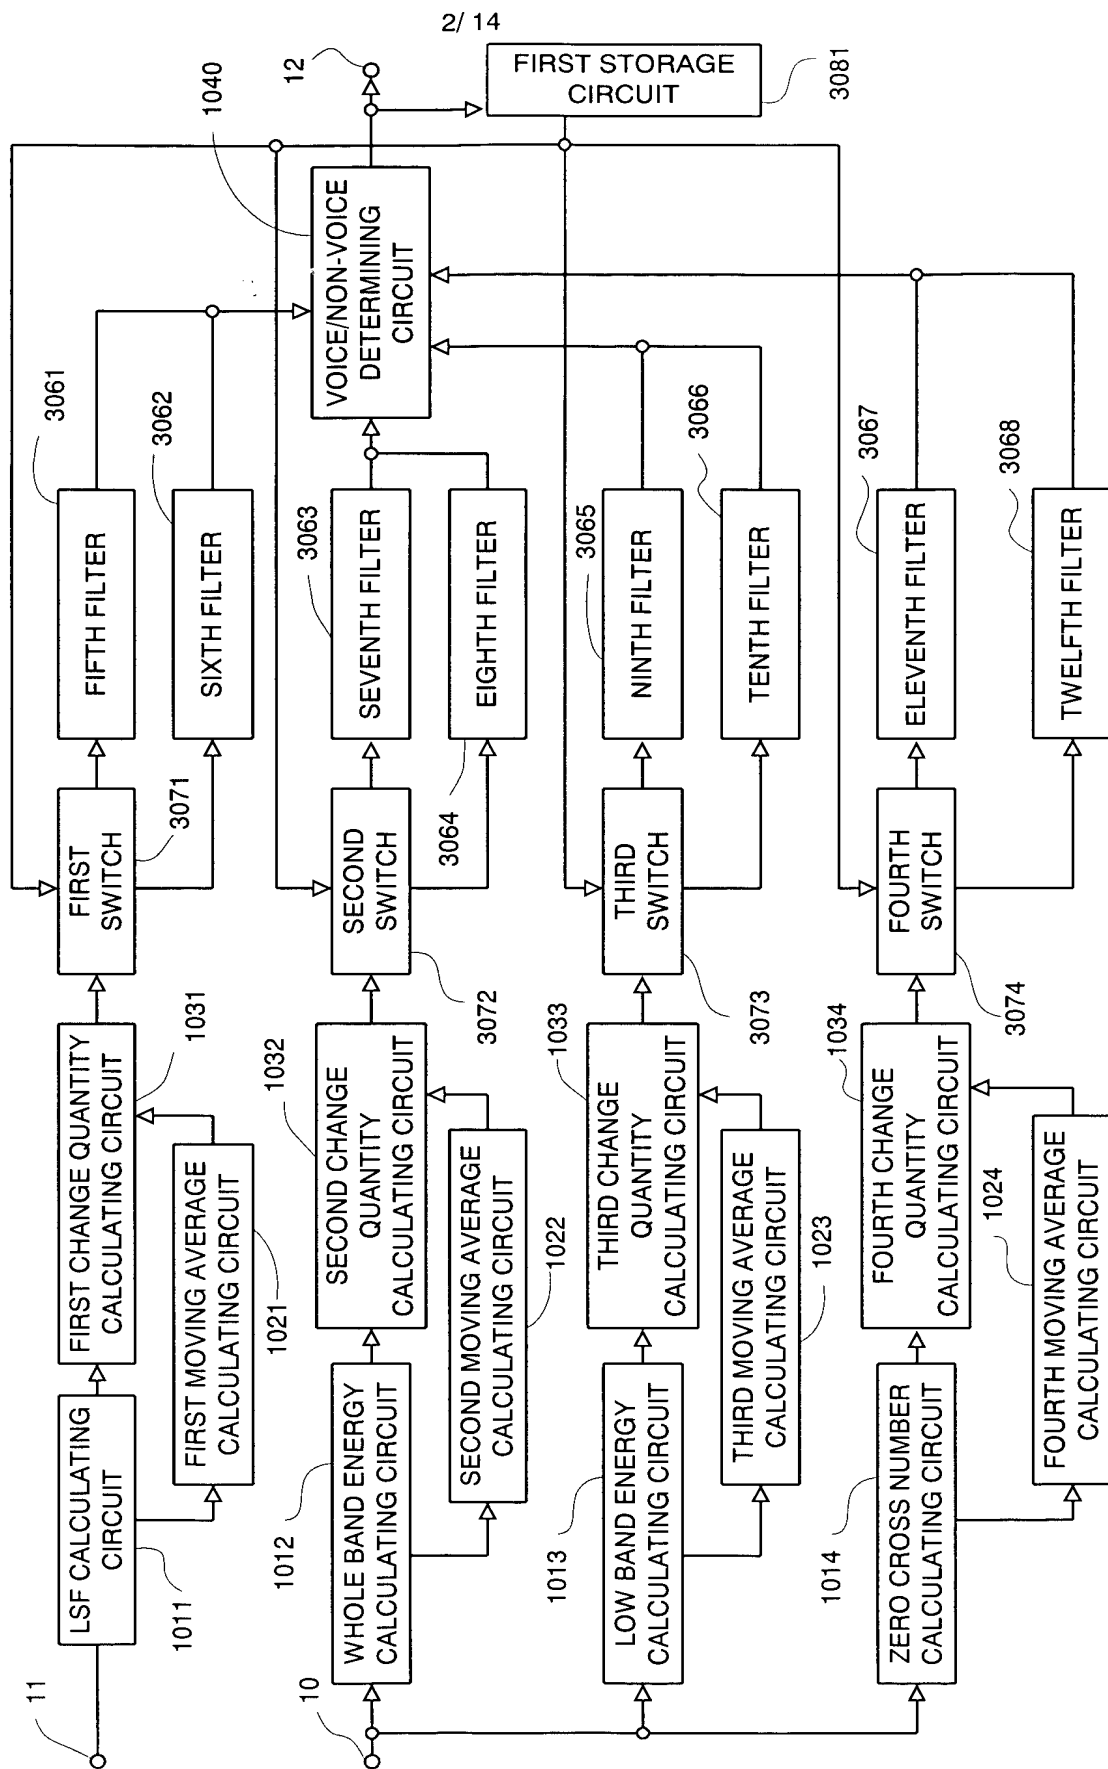 2/ 14
11
LSF CALCULATING
CIRCUIT
1011
FIRST CHANGE QUANTITY
CALCULATING CIRCUIT
1031
FIRST MOVING AVERAGE
CALCULATING CIRCUIT
1021
FIRST
SWITCH
3071
FIFTH FILTER
3061
SIXTH FILTER
3062
10
WHOLE BAND ENERGY
CALCULATING CIRCUIT
1012
SECOND CHANGE
QUANTITY
CALCULATING CIRCUIT
1032
SECOND MOVING AVERAGE
CALCULATING CIRCUIT
1022
SECOND
SWITCH
3072
SEVENTH FILTER
3063
EIGHTH FILTER
3064
VOICE/NON-VOICE
DETERMINING
CIRCUIT
1040
12
FIRST STORAGE
CIRCUIT
3081
LOW BAND ENERGY
CALCULATING CIRCUIT
1013
THIRD CHANGE
QUANTITY
CALCULATING CIRCUIT
1033
THIRD MOVING AVERAGE
CALCULATING CIRCUIT
1023
THIRD
SWITCH
3073
NINTH FILTER
3065
TENTH FILTER
3066
ZERO CROSS NUMBER
CALCULATING CIRCUIT
1014
FOURTH CHANGE
QUANTITY
CALCULATING CIRCUIT
1034
FOURTH MOVING AVERAGE
CALCULATING CIRCUIT
1024
FOURTH
SWITCH
3074
ELEVENTH FILTER
3067
TWELFTH FILTER
3068